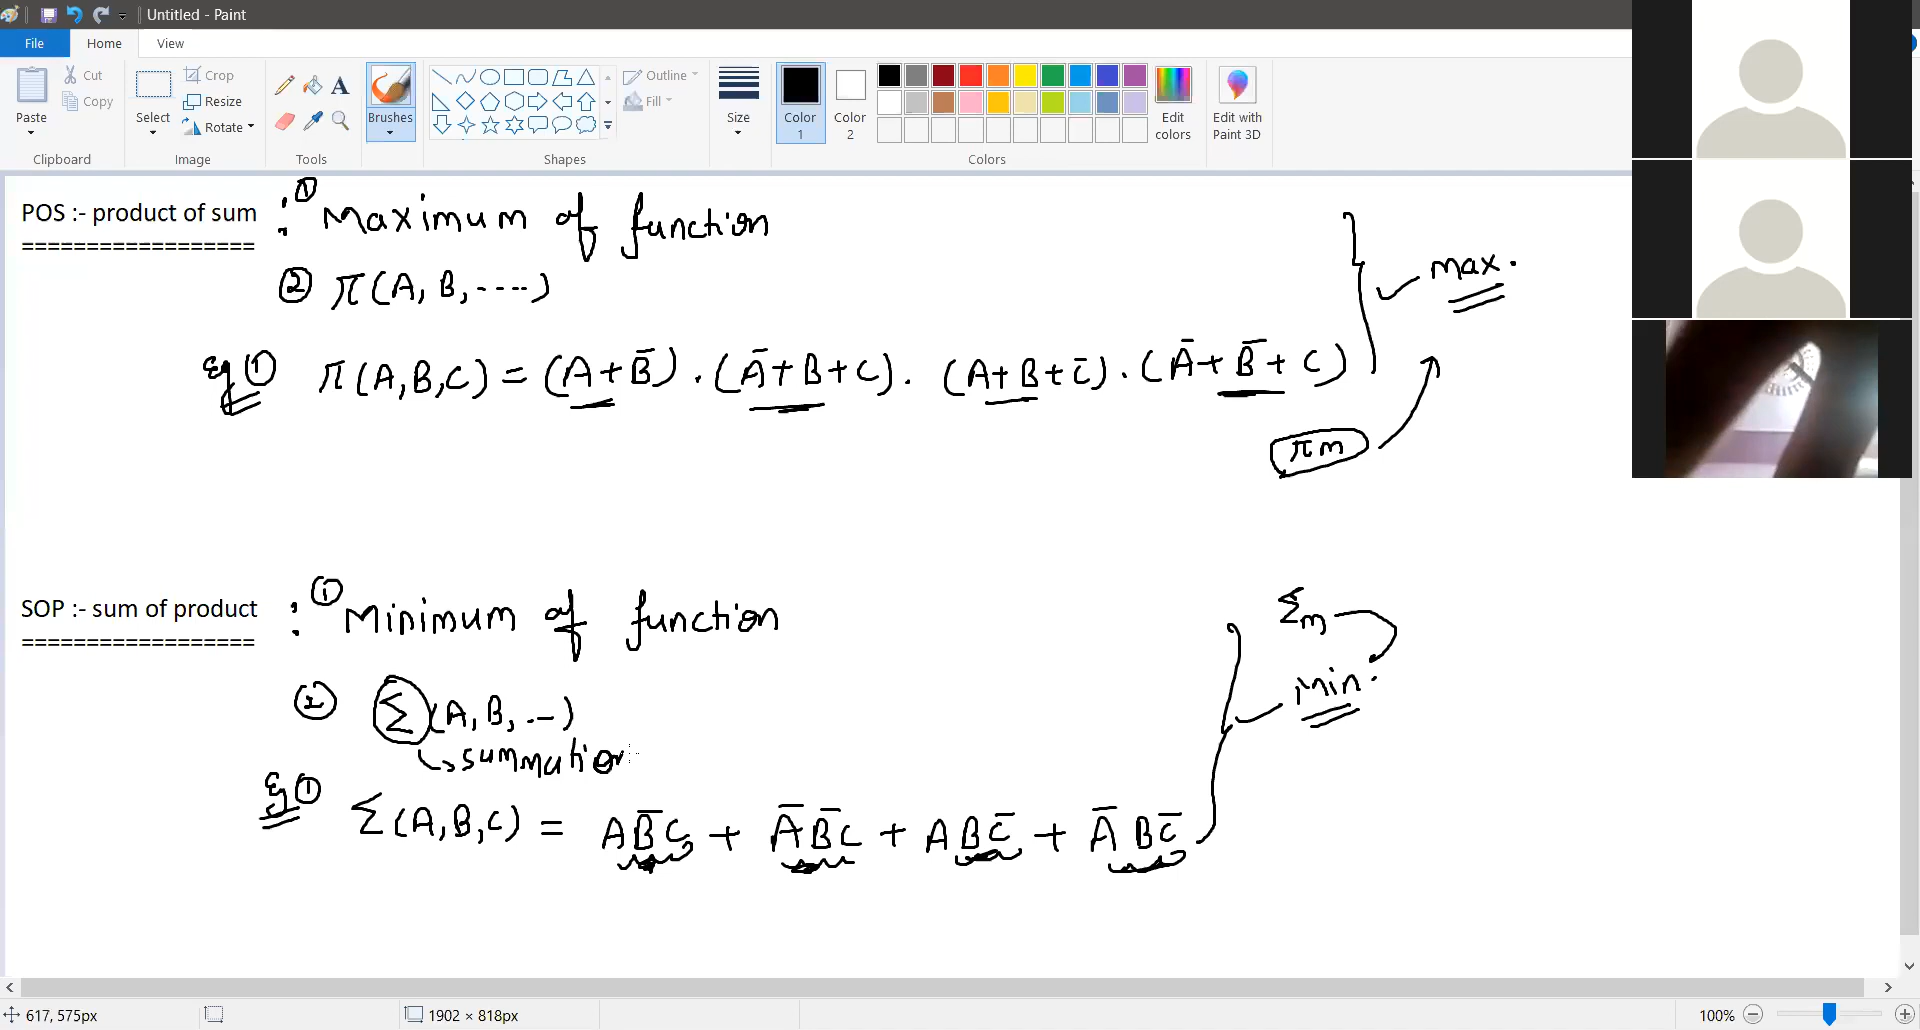 Untitled - Paint
File Home View
Cut Crop Outline
Copy Resize Fill
Rotate
Paste Select Brushes Size Color 1 Color 2 Edit colors Edit with Paint 3D
Clipboard Image Tools Shapes Colors
POS :- product of sum : ① Maximum of function
==================
② π(A, B, ....)
max.
Eg ① π(A,B,C) = (A+B̅) . (A̅+B+C) . (A+B+C̅) . (A̅+B̅+C)
πm
SOP :- sum of product : ① Minimum of function
==================
Σm
② Σ(A, B, ...)
Min.
summation
Eg ① Σ(A,B,C) = AB̅C + A̅B̅C + ABC̅ + A̅BC̅
617, 575px 1902 × 818px 100%